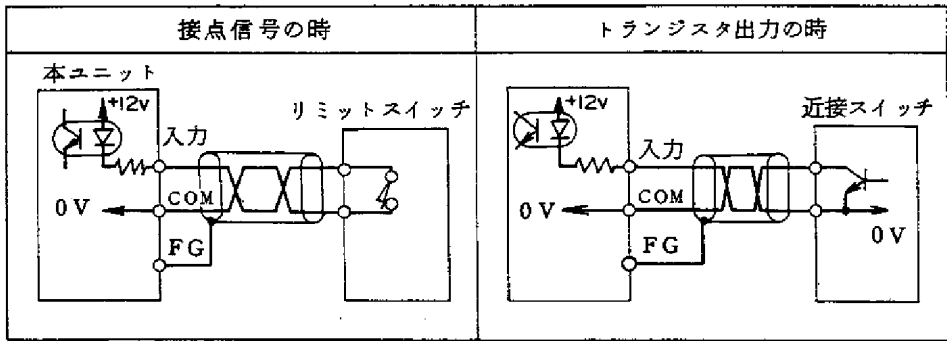 接点信号の時
トランジスタ出力の時
本ユニット
+12v
リミットスイッチ
入力
COM
0V
FG
+12v
近接スイッチ
入力
COM
0V
FG
0V